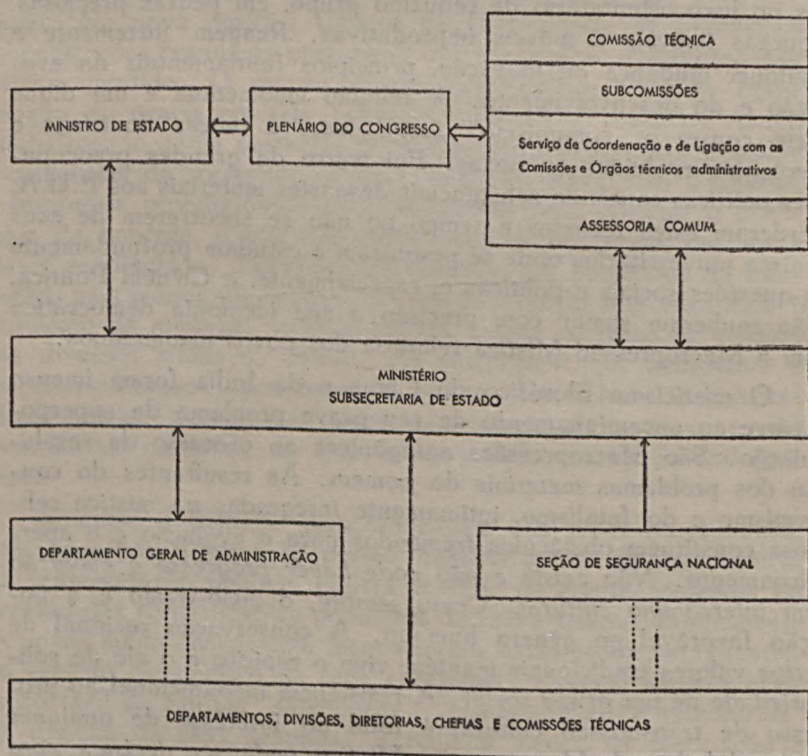 COMISSÃO TÉCNICA
SUBCOMISSÕES
MINISTRO DE ESTADO
PLENÁRIO DO CONGRESSO
Serviço de Coordenação e de Ligação com as
Comissões e Órgãos técnicos administrativos
ASSESSORIA COMUM
MINISTÉRIO
SUBSECRETARIA DE ESTADO
DEPARTAMENTO GERAL DE ADMINISTRAÇÃO
SEÇÃO DE SEGURANÇA NACIONAL
DEPARTAMENTOS, DIVISÕES, DIRETORIAS, CHEFIAS E COMISSÕES TÉCNICAS